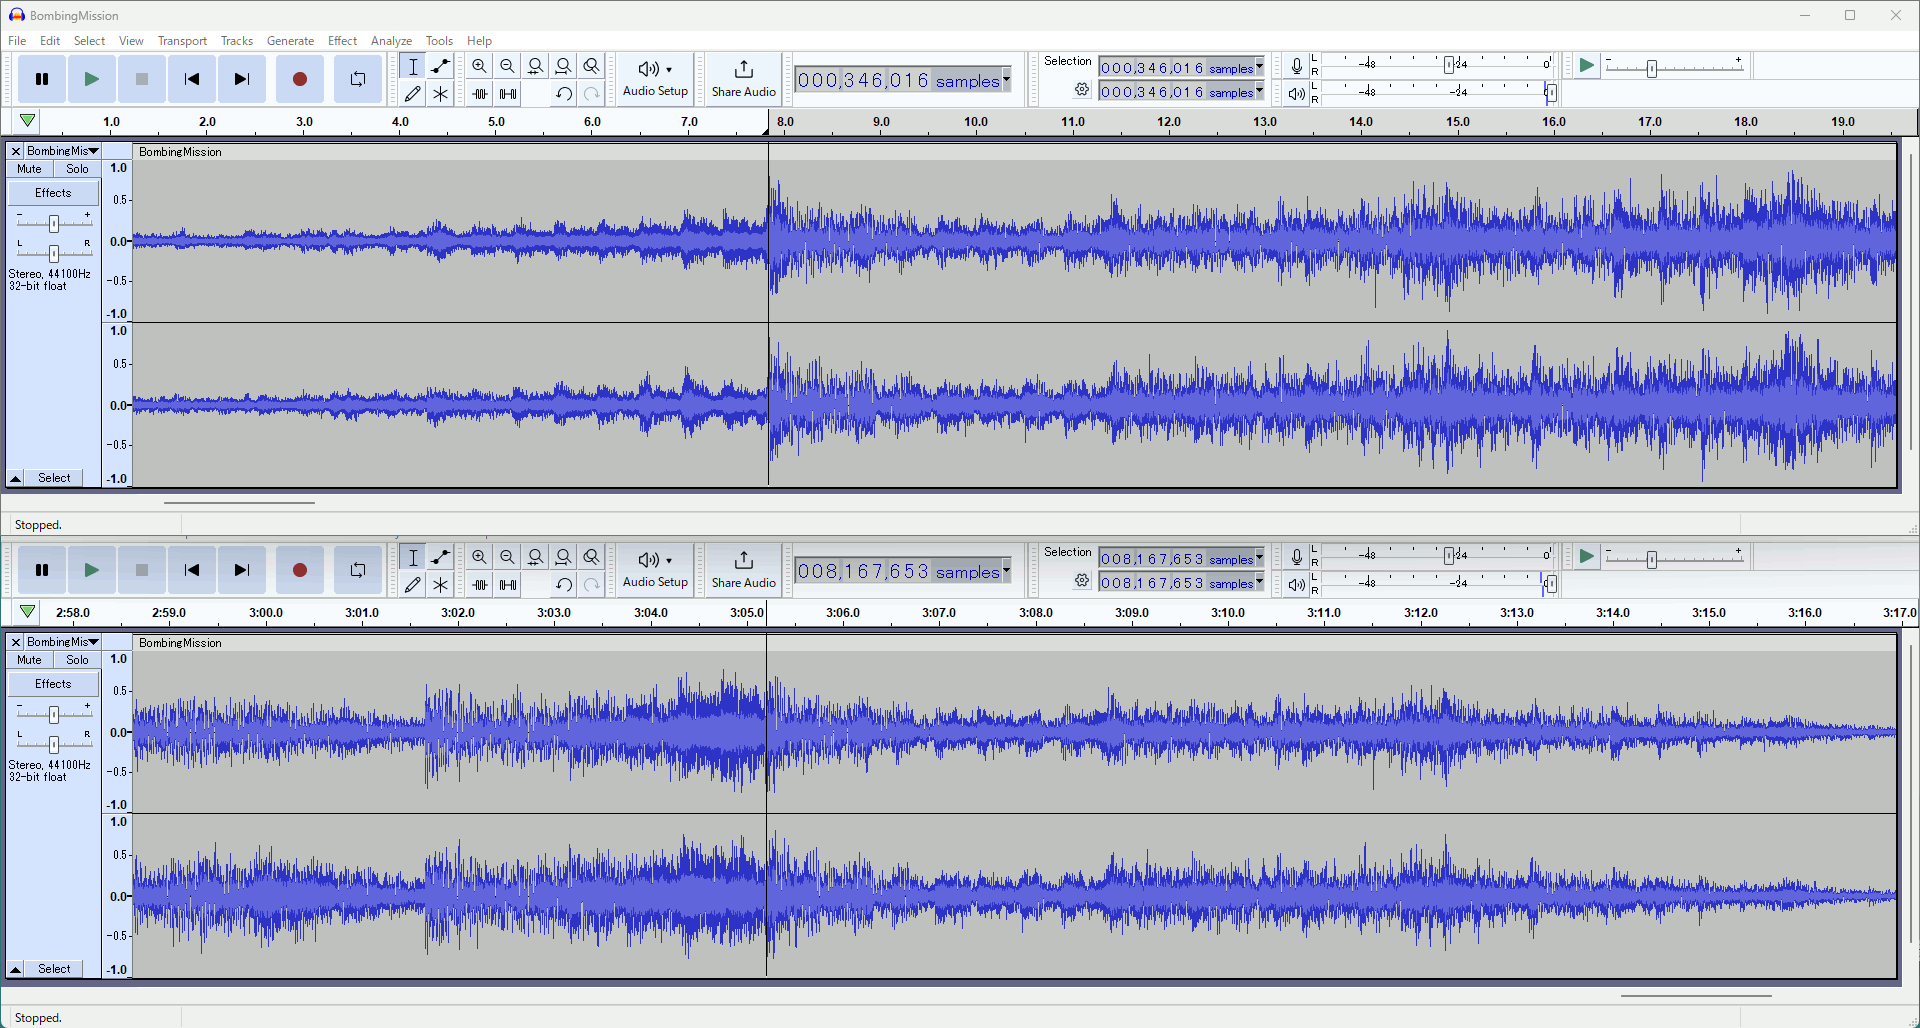 BombingMission
File Edit Select View Transport Tracks Generate Effect Analyze Tools Help
Audio Setup
Share Audio
000,346,016 samples
Selection
000,346,016 samples
000,346,016 samples
L
R
-48 -24 0
L
R
-48 -24 0
- +
1.0 2.0 3.0 4.0 5.0 6.0 7.0 8.0 9.0 10.0 11.0 12.0 13.0 14.0 15.0 16.0 17.0 18.0 19.0
BombingMis
BombingMission
Mute Solo
Effects
- +
L R
Stereo, 44100Hz
32-bit float
Select
1.0
0.5
0.0
-0.5
-1.0
1.0
0.5
0.0
-0.5
-1.0
Stopped.
Audio Setup
Share Audio
008,167,653 samples
Selection
008,167,653 samples
008,167,653 samples
L
R
-48 -24 0
L
R
-48 -24 0
- +
2:58.0 2:59.0 3:00.0 3:01.0 3:02.0 3:03.0 3:04.0 3:05.0 3:06.0 3:07.0 3:08.0 3:09.0 3:10.0 3:11.0 3:12.0 3:13.0 3:14.0 3:15.0 3:16.0 3:17.0
BombingMis
BombingMission
Mute Solo
Effects
- +
L R
Stereo, 44100Hz
32-bit float
Select
1.0
0.5
0.0
-0.5
-1.0
1.0
0.5
0.0
-0.5
-1.0
Stopped.